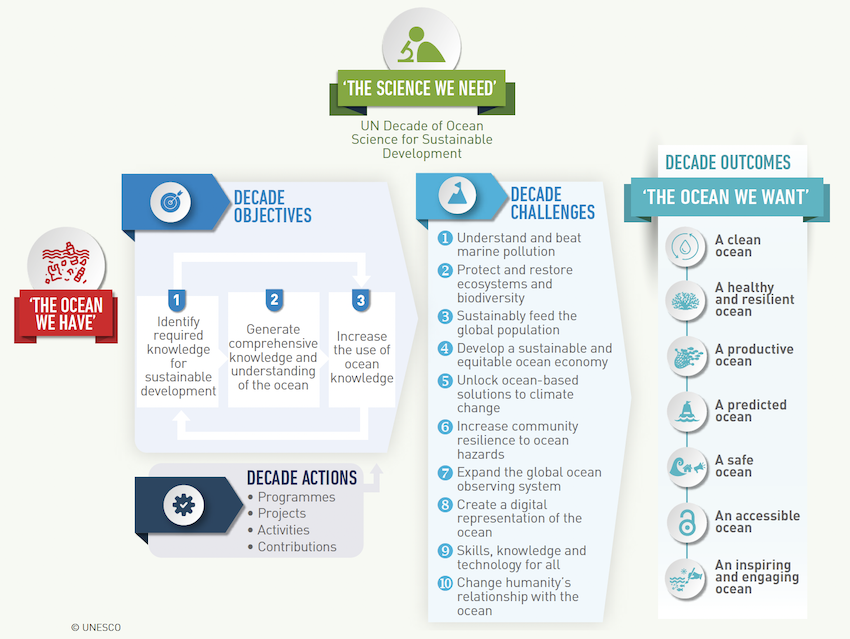 ‘THE SCIENCE WE NEED’
UN Decade of Ocean
Science for Sustainable
Development
‘THE OCEAN
WE HAVE’
DECADE
OBJECTIVES
1
Identify
required
knowledge
for
sustainable
development
2
Generate
comprehensive
knowledge and
understanding
of the ocean
3
Increase
the use of
ocean
knowledge
DECADE ACTIONS
• Programmes
• Projects
• Activities
• Contributions
DECADE
CHALLENGES
1 Understand and beat
marine pollution
2 Protect and restore
ecosystems and
biodiversity
3 Sustainably feed the
global population
4 Develop a sustainable and
equitable ocean economy
5 Unlock ocean-based
solutions to climate
change
6 Increase community
resilience to ocean
hazards
7 Expand the global ocean
observing system
8 Create a digital
representation of the
ocean
9 Skills, knowledge and
technology for all
10 Change humanity’s
relationship with the
ocean
DECADE OUTCOMES
‘THE OCEAN WE WANT’
A clean
ocean
A healthy
and resilient
ocean
A productive
ocean
A predicted
ocean
A safe
ocean
An accessible
ocean
An inspiring
and engaging
ocean
© UNESCO